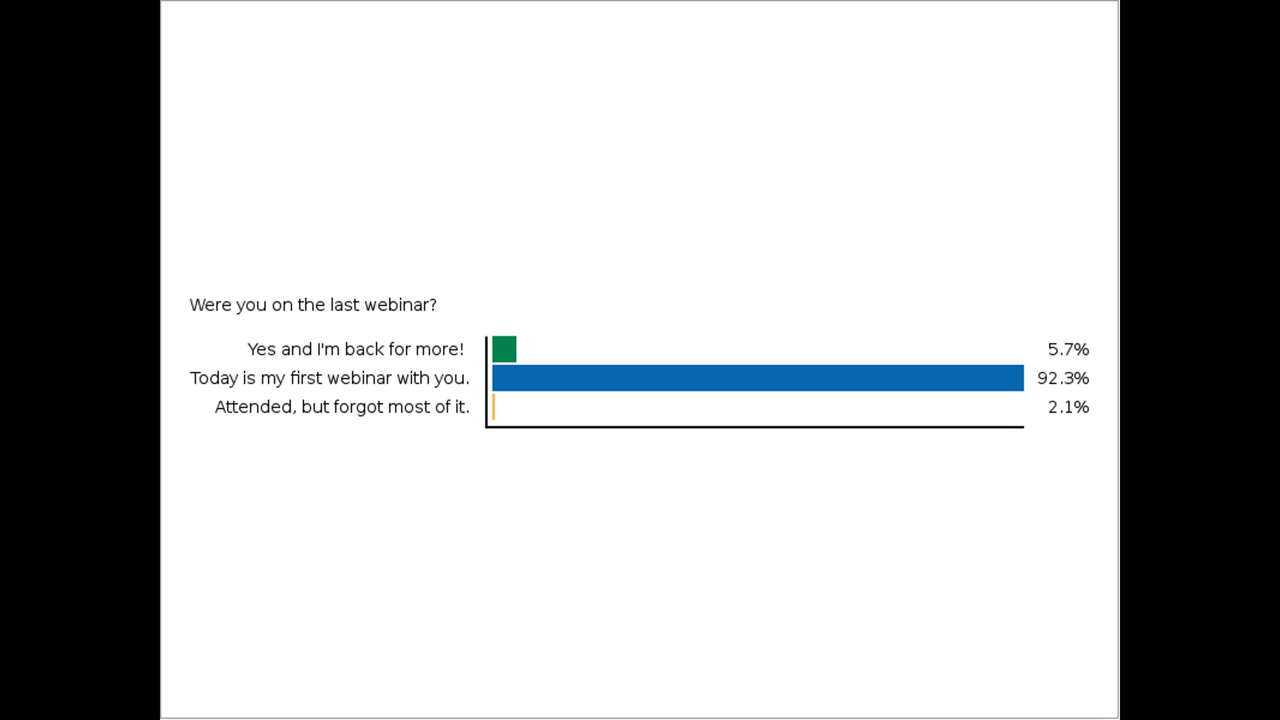 Were you on the last webinar?
Yes and I'm back for more! 5.7%
Today is my first webinar with you. 92.3%
Attended, but forgot most of it. 2.1%